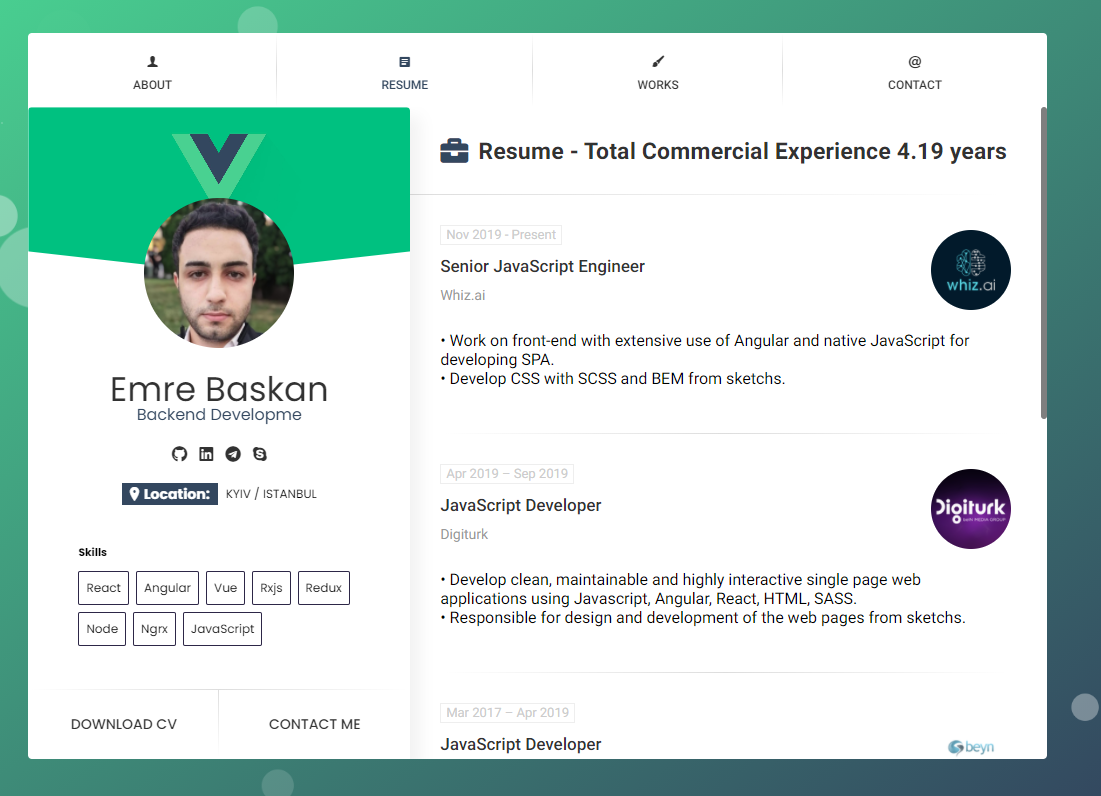 ABOUT
RESUME
WORKS
@
CONTACT
Emre Baskan
Backend Developme
Location: KYIV / ISTANBUL
Skills
React Angular Vue Rxjs Redux
Node Ngrx JavaScript
DOWNLOAD CV
CONTACT ME
Resume - Total Commercial Experience 4.19 years
Nov 2019 - Present
Senior JavaScript Engineer
Whiz.ai
whiz.ai
• Work on front-end with extensive use of Angular and native JavaScript for
developing SPA.
• Develop CSS with SCSS and BEM from sketchs.
Apr 2019 – Sep 2019
JavaScript Developer
Digiturk
Digiturk
beIN MEDIA GROUP
• Develop clean, maintainable and highly interactive single page web
applications using Javascript, Angular, React, HTML, SASS.
• Responsible for design and development of the web pages from sketchs.
Mar 2017 – Apr 2019
JavaScript Developer
beyn